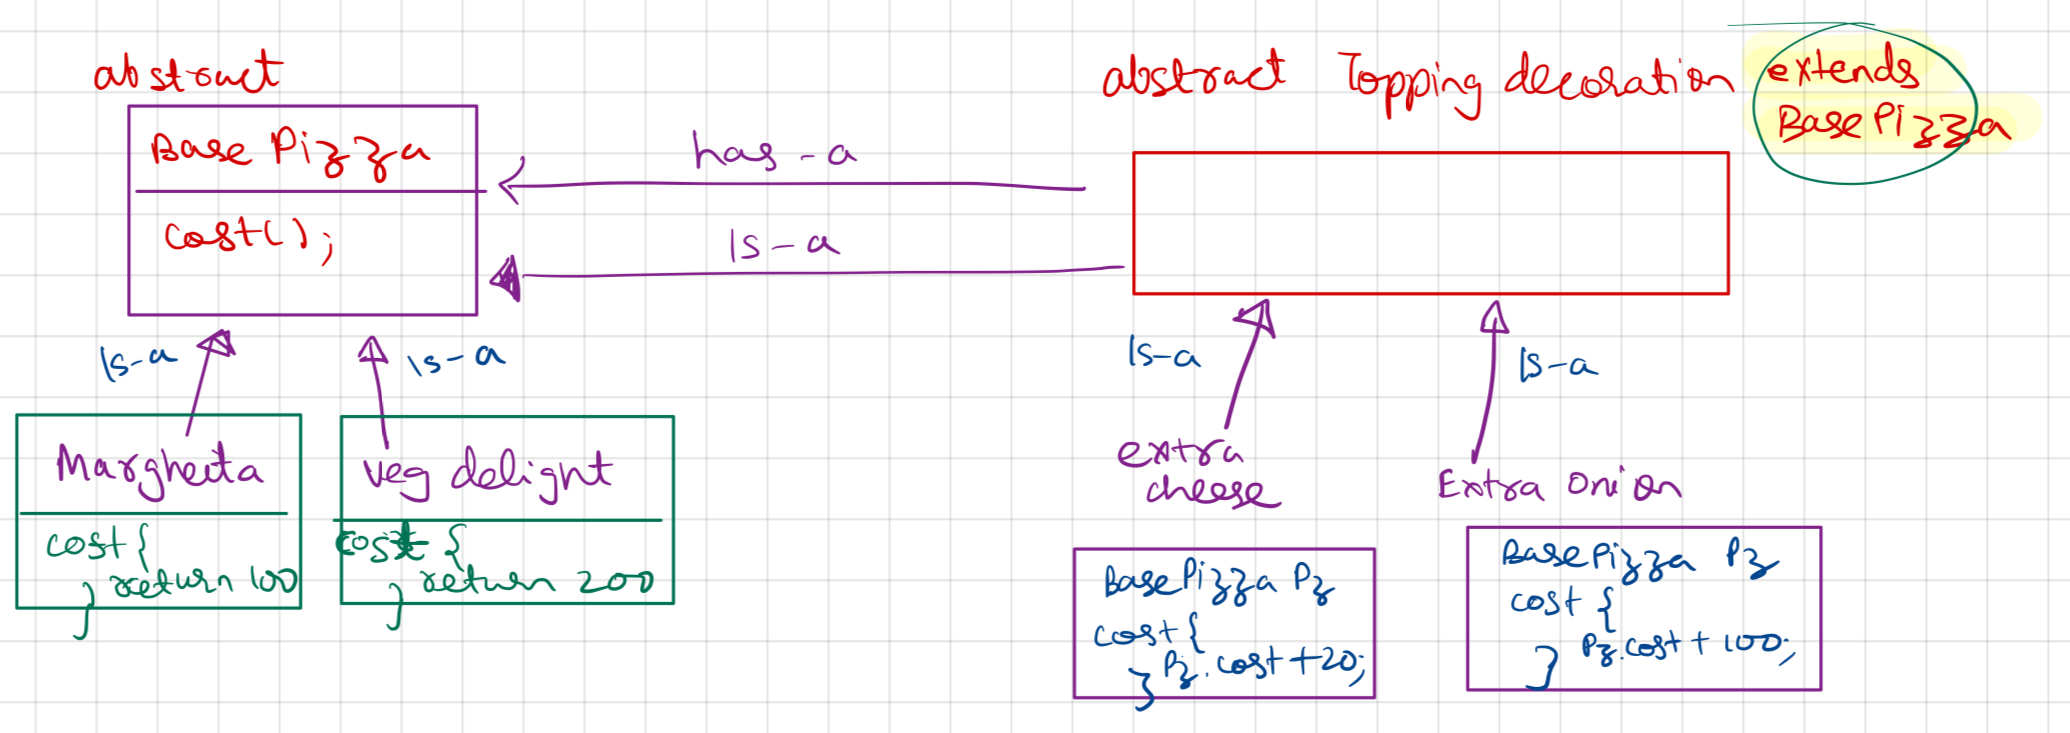 abstract
Base Pizza
cost();
has-a
Is-a
abstract Topping decoration extends
BasePizza
Is-a
Is-a
Is-a
Is-a
Margheita
cost{
return 100
}
veg delight
cost {
return 200
}
extra
cheese
BasePizza Pz
cost{
Pz.cost+20;
}
Extra onion
BasePizza Pz
cost {
Pz.cost + 100;
}